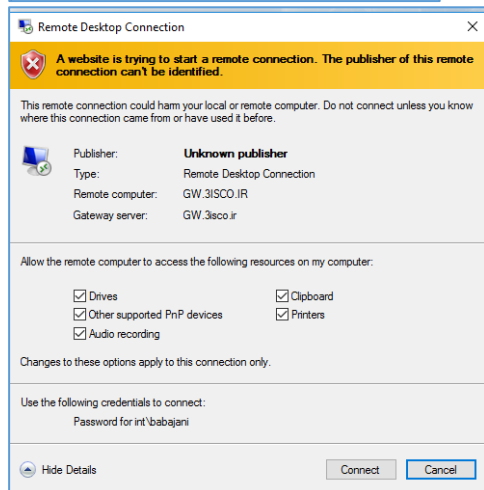 Remote Desktop Connection
A website is trying to start a remote connection. The publisher of this remote
connection can't be identified.
This remote connection could harm your local or remote computer. Do not connect unless you know
where this connection came from or have used it before.
Publisher: Unknown publisher
Type: Remote Desktop Connection
Remote computer: GW.3ISCO.IR
Gateway server: GW.3isco.ir
Allow the remote computer to access the following resources on my computer:
Drives Clipboard
Other supported PnP devices Printers
Audio recording
Changes to these options apply to this connection only.
Use the following credentials to connect:
Password for int\babajani
Hide Details Connect Cancel